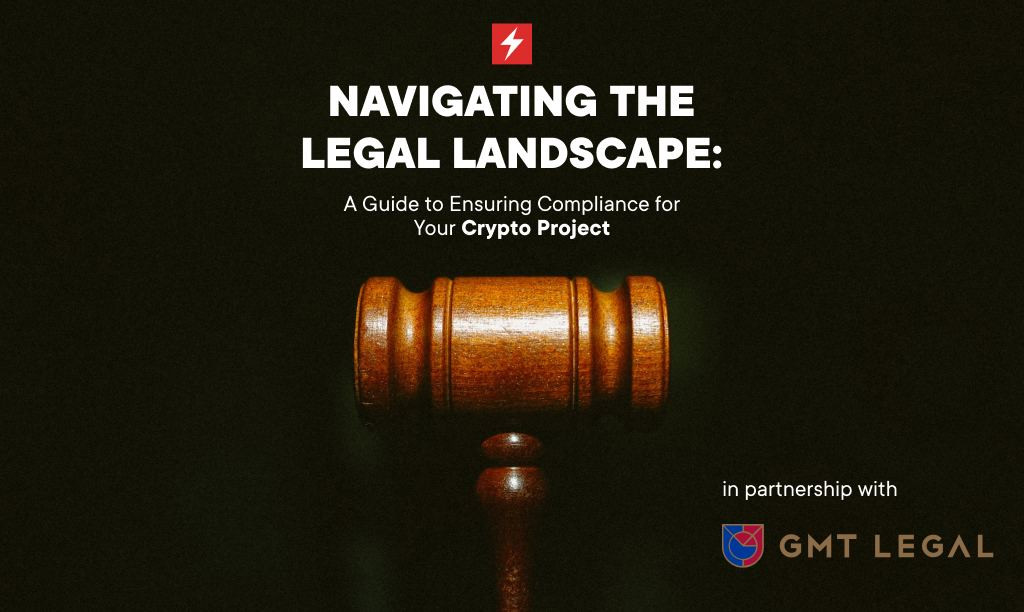 NAVIGATING THE
LEGAL LANDSCAPE:
A Guide to Ensuring Compliance for
Your Crypto Project
in partnership with
GMT LEGAL